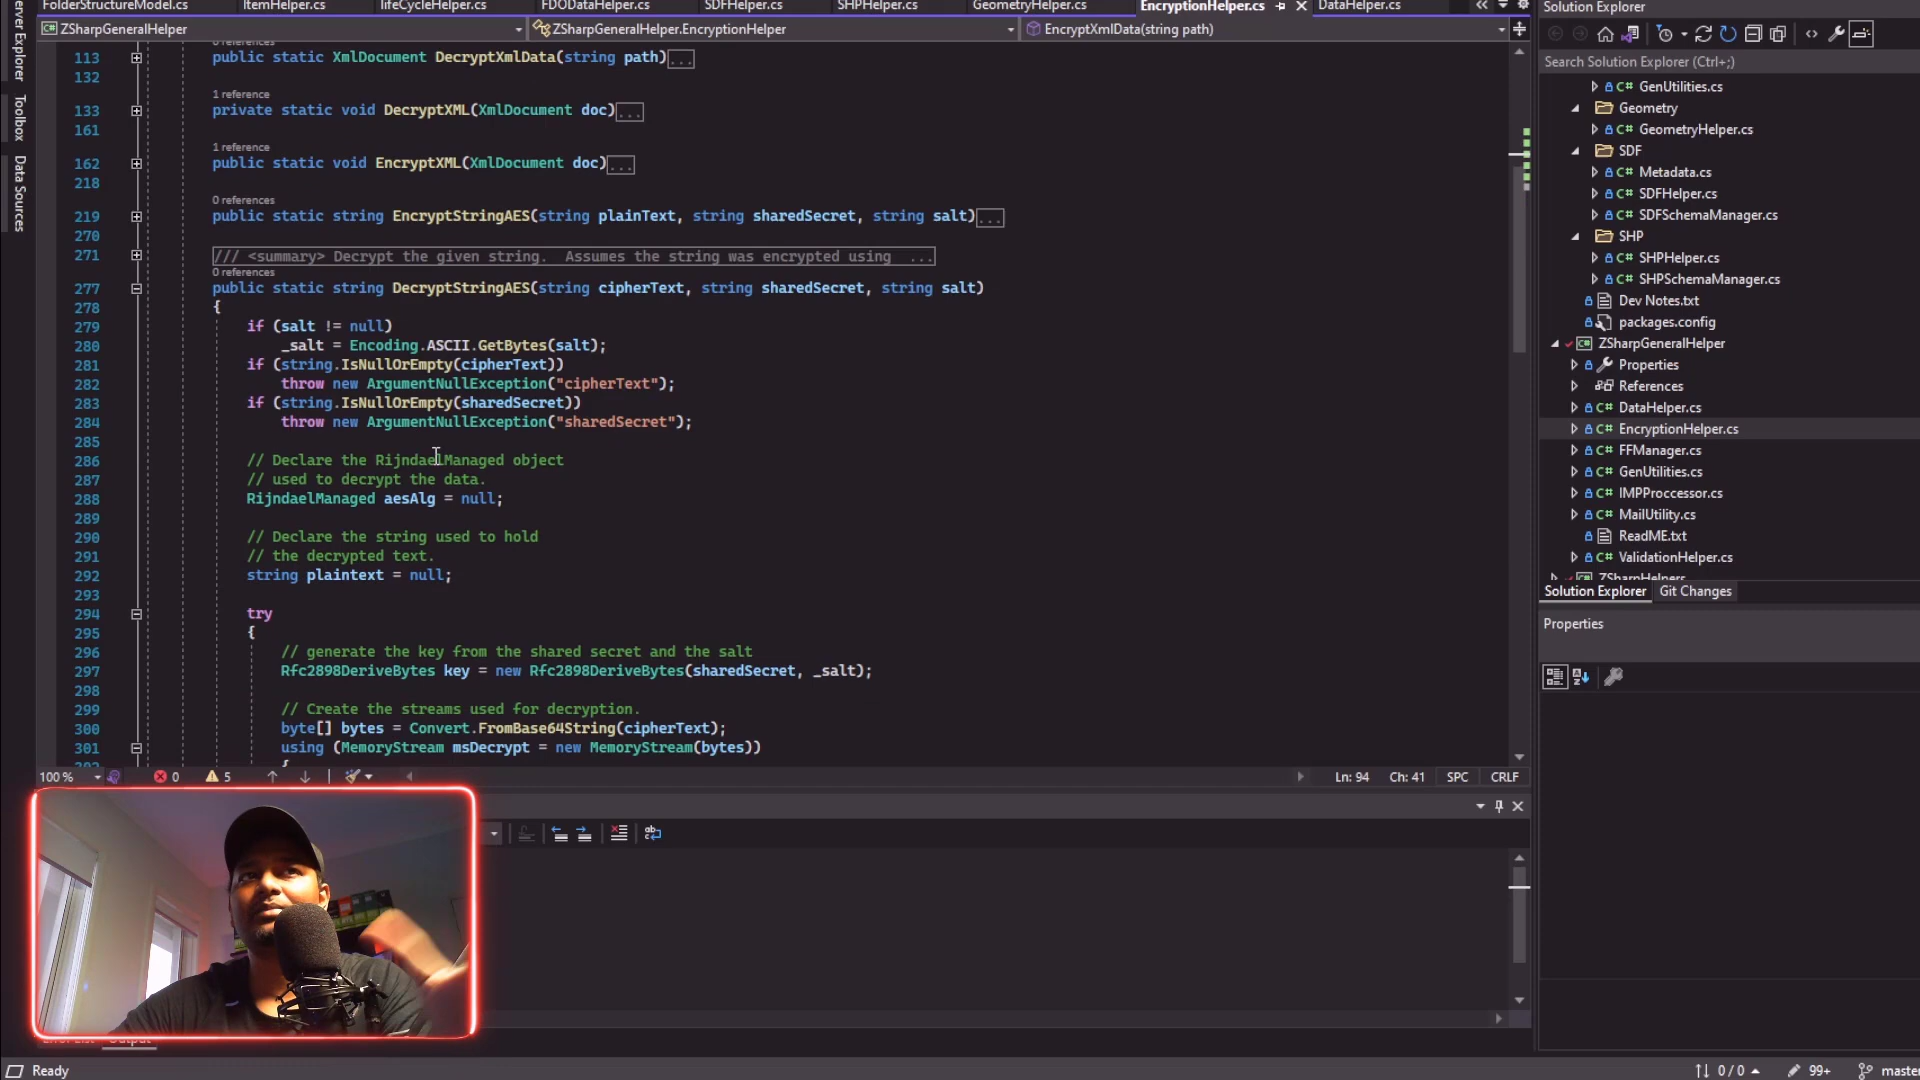 FolderStructureModel.cs
ItemHelper.cs
lifeCycleHelper.cs
FDODataHelper.cs
SDFHelper.cs
SHPHelper.cs
GeometryHelper.cs
EncryptionHelper.cs
DataHelper.cs
ZSharpGeneralHelper
ZSharpGeneralHelper.EncryptionHelper
EncryptXmlData(string path)
Toolbox
Data Sources
0 references
113 public static XmlDocument DecryptXmlData(string path)...
132
1 reference
133 private static void DecryptXML(XmlDocument doc)...
161
1 reference
162 public static void EncryptXML(XmlDocument doc)...
218
0 references
219 public static string EncryptStringAES(string plainText, string sharedSecret, string salt)...
270
271 /// <summary> Decrypt the given string.  Assumes the string was encrypted using ...
0 references
277 public static string DecryptStringAES(string cipherText, string sharedSecret, string salt)
278 {
279 if (salt != null)
280 _salt = Encoding.ASCII.GetBytes(salt);
281 if (string.IsNullOrEmpty(cipherText))
282 throw new ArgumentNullException("cipherText");
283 if (string.IsNullOrEmpty(sharedSecret))
284 throw new ArgumentNullException("sharedSecret");
285
286 // Declare the RijndaelManaged object
287 // used to decrypt the data.
288 RijndaelManaged aesAlg = null;
289
290 // Declare the string used to hold
291 // the decrypted text.
292 string plaintext = null;
293
294 try
295 {
296 // generate the key from the shared secret and the salt
297 Rfc2898DeriveBytes key = new Rfc2898DeriveBytes(sharedSecret, _salt);
298
299 // Create the streams used for decryption.
300 byte[] bytes = Convert.FromBase64String(cipherText);
301 using (MemoryStream msDecrypt = new MemoryStream(bytes))
{
100 %
0
5
Ln: 94
Ch: 41
SPC
CRLF
Output
Ready
0 / 0
99+
master
Solution Explorer
Search Solution Explorer (Ctrl+;)
C# GenUtilities.cs
Geometry
C# GeometryHelper.cs
SDF
C# Metadata.cs
C# SDFHelper.cs
C# SDFSchemaManager.cs
SHP
C# SHPHelper.cs
C# SHPSchemaManager.cs
Dev Notes.txt
packages.config
ZSharpGeneralHelper
Properties
References
C# DataHelper.cs
C# EncryptionHelper.cs
C# FFManager.cs
C# GenUtilities.cs
C# IMPProccessor.cs
C# MailUtility.cs
ReadME.txt
C# ValidationHelper.cs
ZSharpHelpers
Solution Explorer
Git Changes
Properties